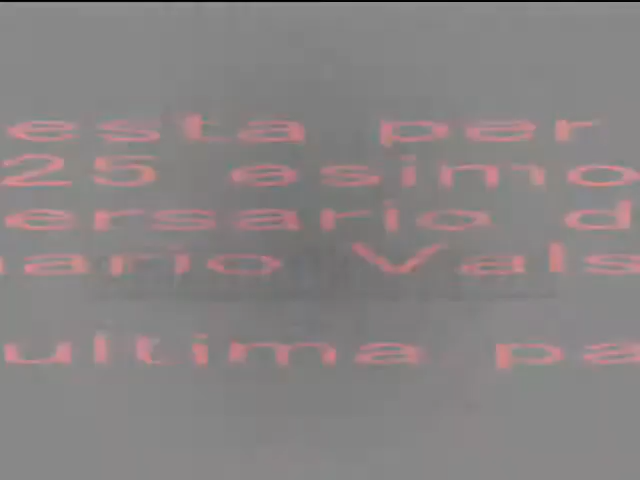 esta per
25 esimo
ersario d
ario Vals
ultima pa